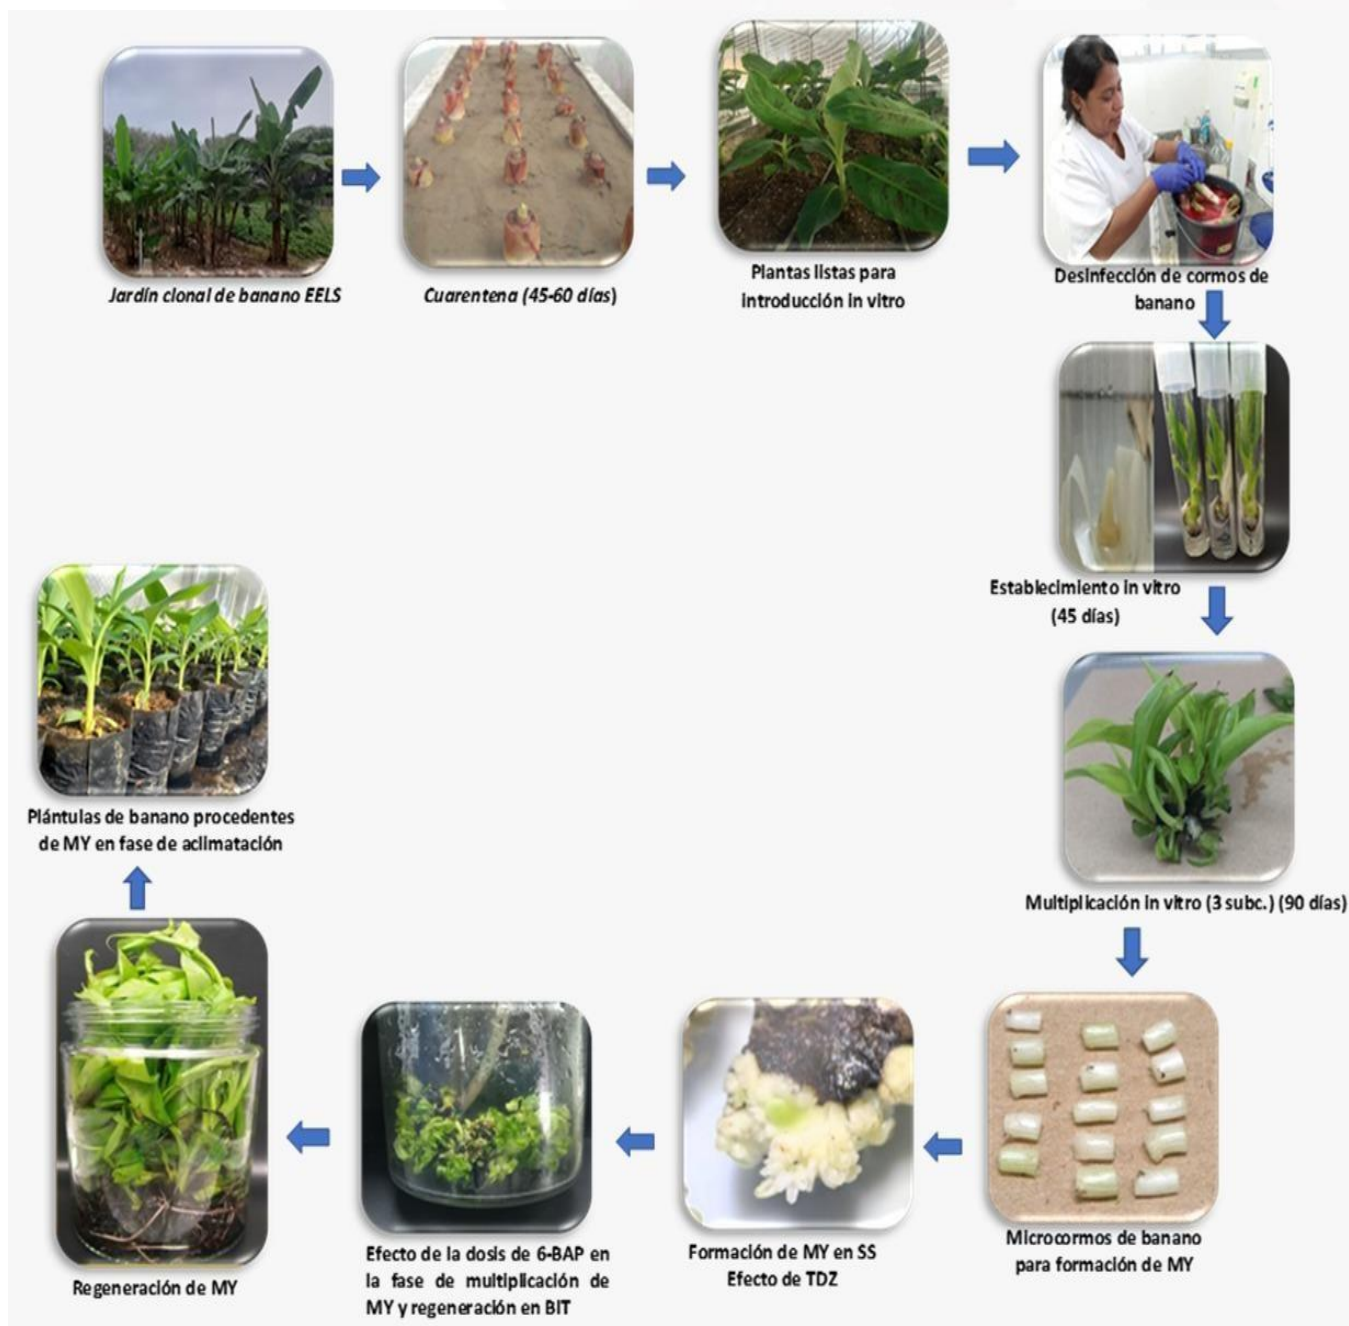 Jardín clonal de banano EELS
Cuarentena (45-60 días)
Plantas listas para
introducción in vitro
Desinfección de cormos de
banano
Establecimiento in vitro
(45 días)
Multiplicación in vitro (3 subc.) (90 días)
Microcormos de banano
para formación de MY
Formación de MY en SS
Efecto de TDZ
Efecto de la dosis de 6-BAP en
la fase de multiplicación de
MY y regeneración en BIT
Regeneración de MY
Plántulas de banano procedentes
de MY en fase de aclimatación